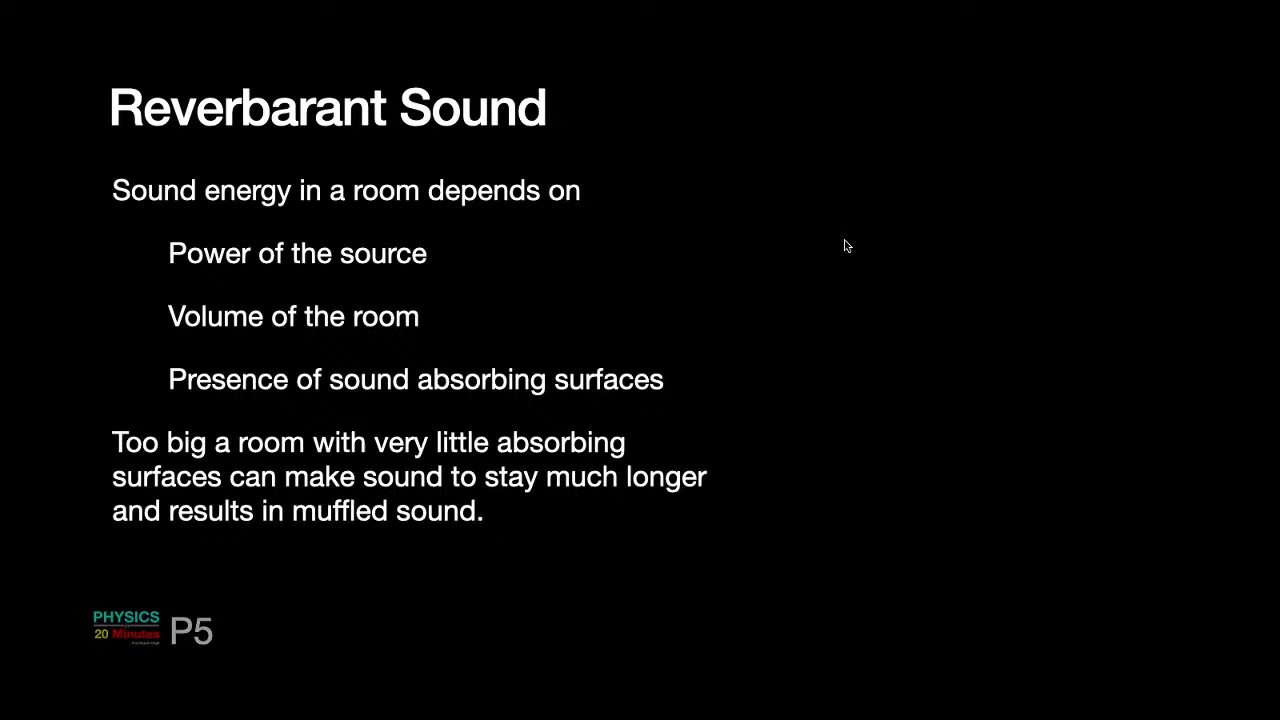 Reverbarant Sound
Sound energy in a room depends on
Power of the source
Volume of the room
Presence of sound absorbing surfaces
Too big a room with very little absorbing
surfaces can make sound to stay much longer
and results in muffled sound.
PHYSICS
20 Minutes
P5